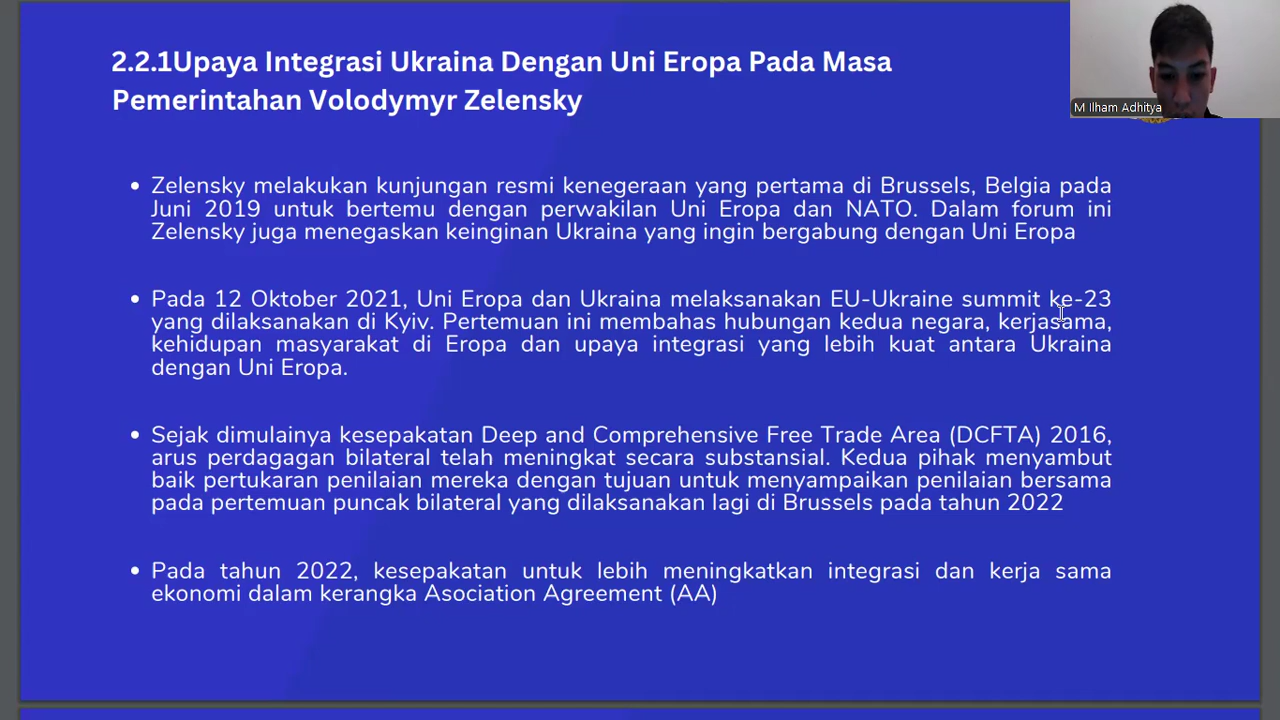 2.2.1Upaya Integrasi Ukraina Dengan Uni Eropa Pada Masa
Pemerintahan Volodymyr Zelensky
M Ilham Adhitya
• Zelensky melakukan kunjungan resmi kenegeraan yang pertama di Brussels, Belgia pada
Juni 2019 untuk bertemu dengan perwakilan Uni Eropa dan NATO. Dalam forum ini
Zelensky juga menegaskan keinginan Ukraina yang ingin bergabung dengan Uni Eropa
• Pada 12 Oktober 2021, Uni Eropa dan Ukraina melaksanakan EU-Ukraine summit ke-23
yang dilaksanakan di Kyiv. Pertemuan ini membahas hubungan kedua negara, kerjasama,
kehidupan masyarakat di Eropa dan upaya integrasi yang lebih kuat antara Ukraina
dengan Uni Eropa.
• Sejak dimulainya kesepakatan Deep and Comprehensive Free Trade Area (DCFTA) 2016,
arus perdagagan bilateral telah meningkat secara substansial. Kedua pihak menyambut
baik pertukaran penilaian mereka dengan tujuan untuk menyampaikan penilaian bersama
pada pertemuan puncak bilateral yang dilaksanakan lagi di Brussels pada tahun 2022
• Pada tahun 2022, kesepakatan untuk lebih meningkatkan integrasi dan kerja sama
ekonomi dalam kerangka Asociation Agreement (AA)